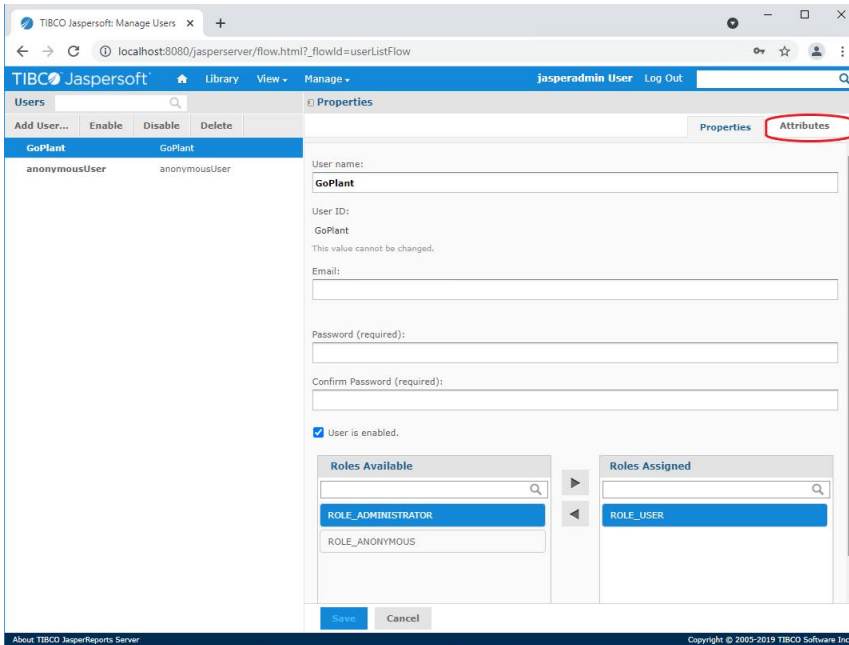 TIBCO Jaspersoft: Manage Users
localhost:8080/jasperserver/flow.html?_flowId=userListFlow
TIBCO Jaspersoft Library View Manage jasperadmin User Log Out
Users Properties
Add User... Enable Disable Delete Properties Attributes
GoPlant GoPlant
anonymousUser anonymousUser
User name:
GoPlant
User ID:
GoPlant
This value cannot be changed.
Email:
Password (required):
Confirm Password (required):
User is enabled.
Roles Available Roles Assigned
ROLE_ADMINISTRATOR ROLE_USER
ROLE_ANONYMOUS
Save Cancel
About TIBCO JasperReports Server Copyright © 2005-2019 TIBCO Software Inc